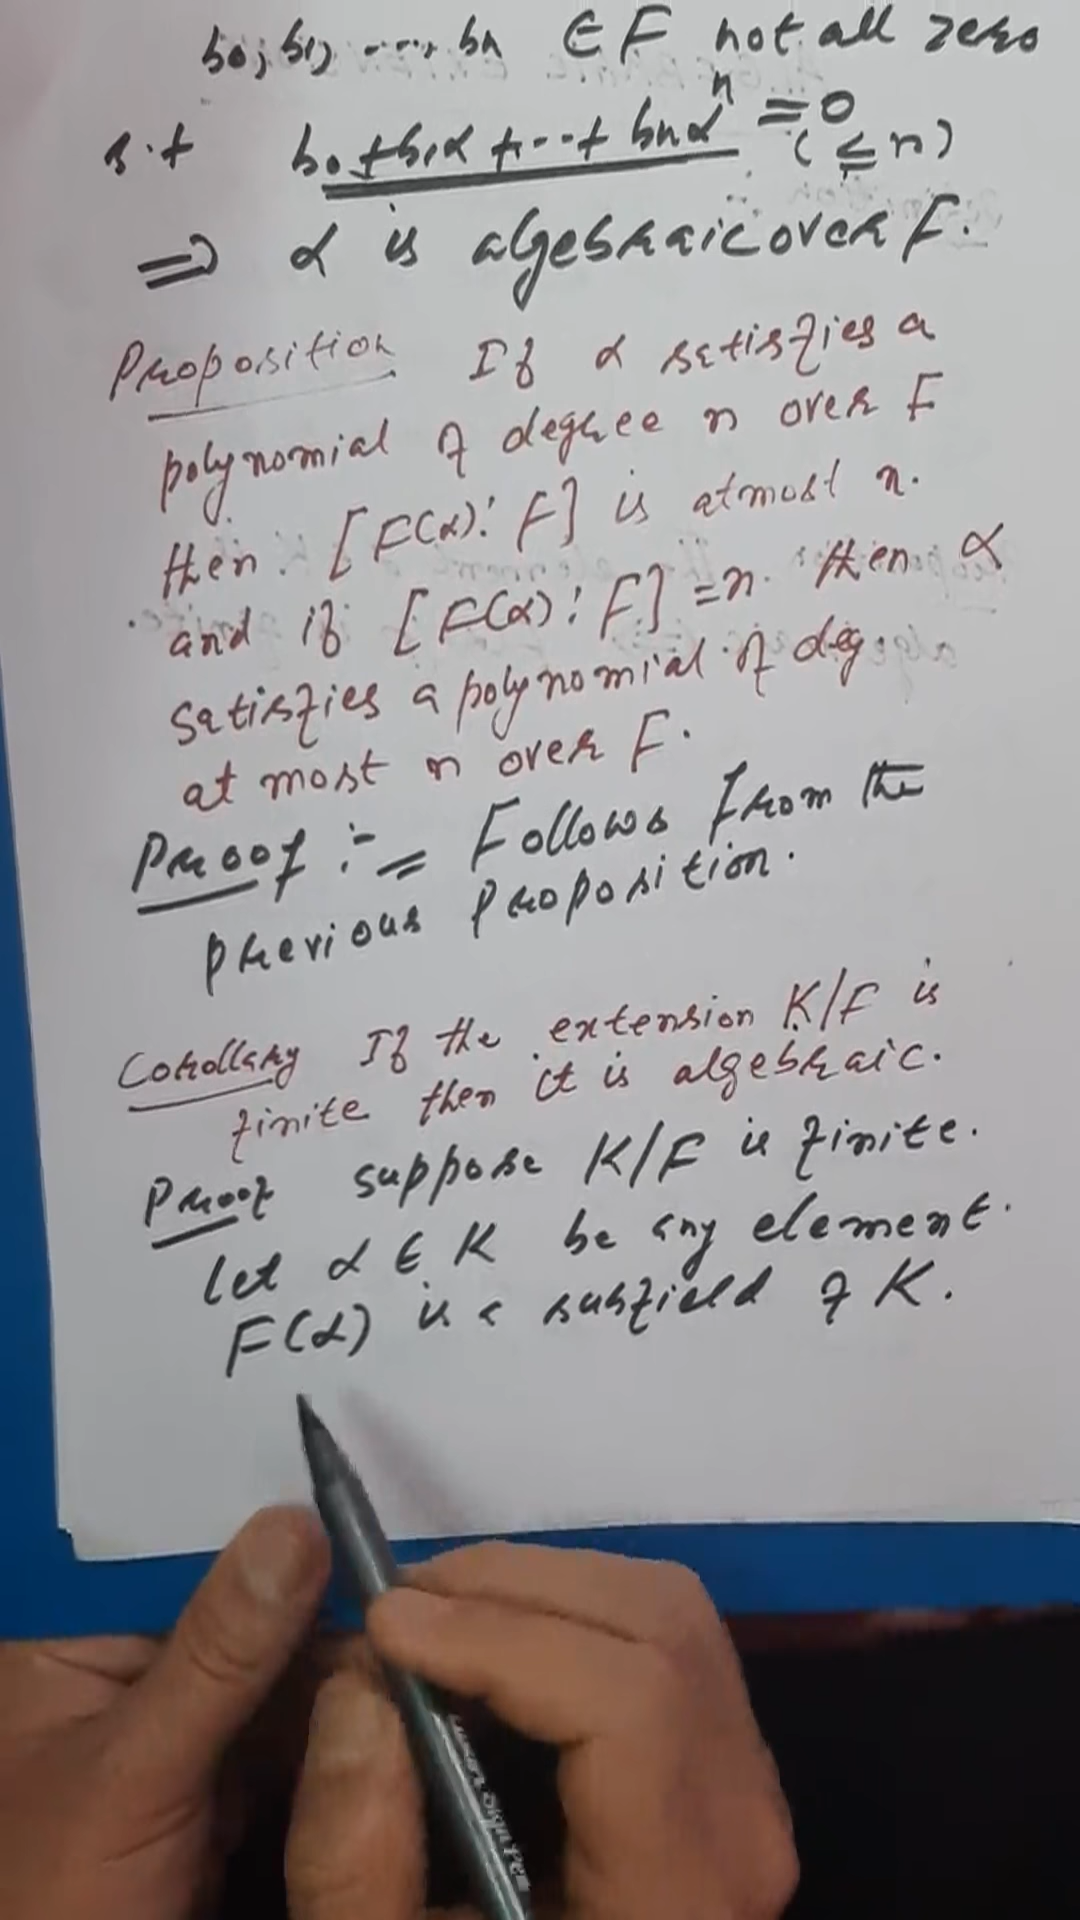 b0, b1, ..... bn ∈ F not all zero
s.t b0+b1α+...+bnα^n = 0
(≤n)
⇒ α is algebraic over F.
Proposition If α satisfies a
polynomial of degree n over F
then [F(α): F] is atmost n.
and if [F(α): F] = n then α
satisfies a polynomial of deg.
at most n over F.
Proof :- = Follows from the
previous proposition.
Corollary If the extension K/F is
finite then it is algebraic.
Proof suppose K/F is finite.
let α ∈ K be any element.
F(α) is a subfield of K.